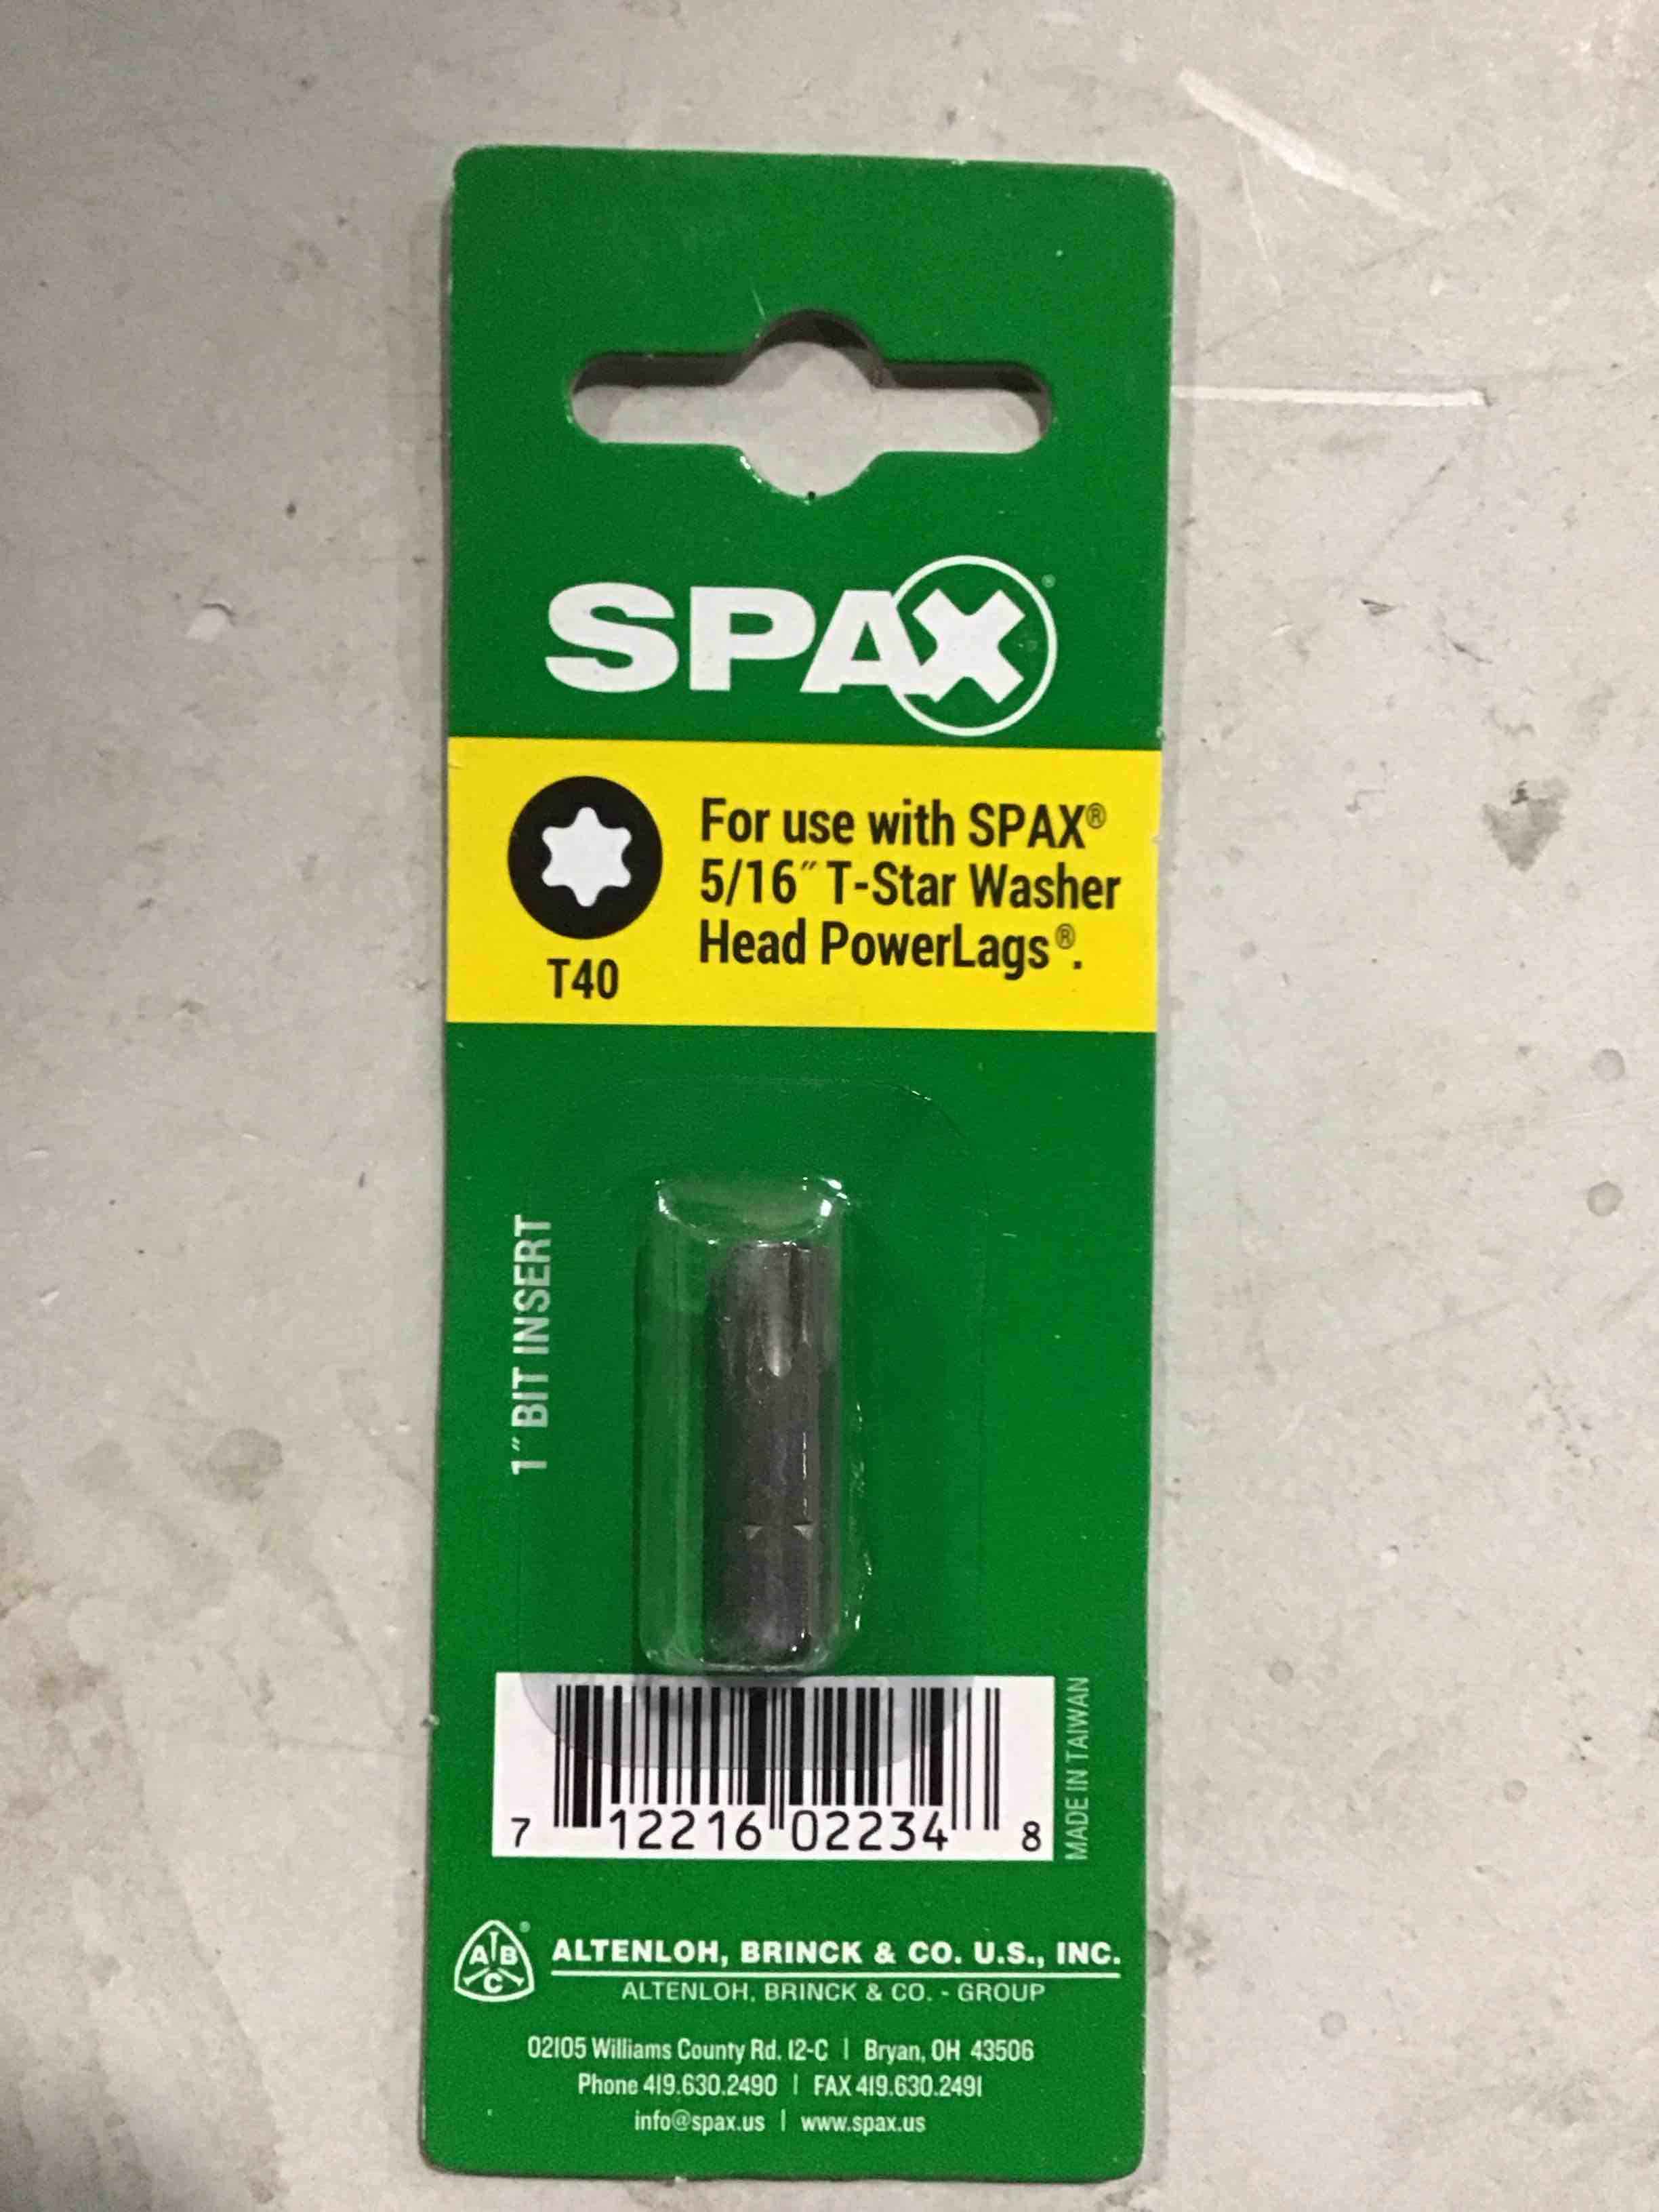 SPAX®
For use with SPAX®
5/16″ T-Star Washer
Head PowerLags®.
T40
1″ BIT INSERT
7 12216 02234 8
MADE IN TAIWAN
ABC®
ALTENLOH, BRINCK & CO. U.S., INC.
ALTENLOH, BRINCK & CO. - GROUP
02105 Williams County Rd. 12-C | Bryan, OH 43506
Phone 419.630.2490 | FAX 419.630.2491
info@spax.us | www.spax.us